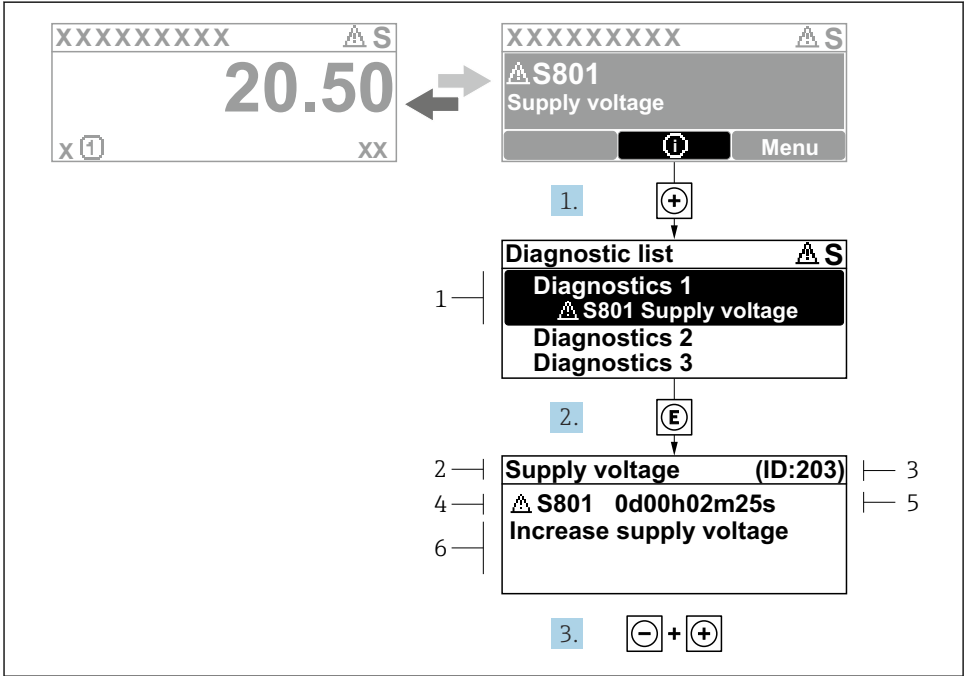 XXXXXXXXX ⚠ S
20.50
x ① XX
XXXXXXXXX ⚠ S
⚠ S801
Supply voltage
ⓘ Menu
1. +
Diagnostic list ⚠ S
1
Diagnostics 1
⚠ S801 Supply voltage
Diagnostics 2
Diagnostics 3
2. E
2 Supply voltage (ID:203) 3
4 ⚠ S801 0d00h02m25s 5
6 Increase supply voltage
3. - + +